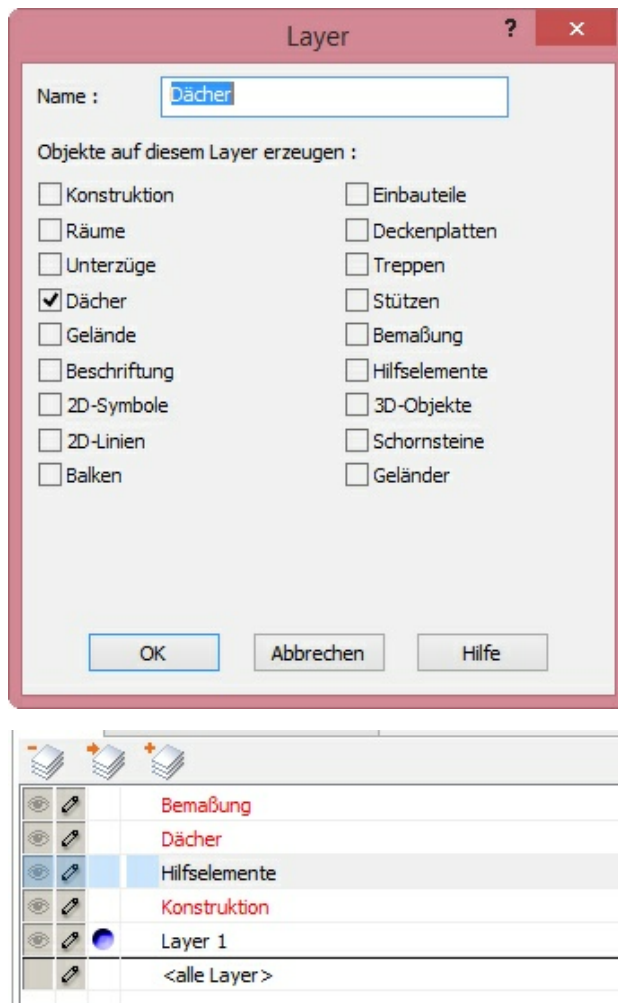 Layer
?
Name :
Dächer
Objekte auf diesem Layer erzeugen :
Konstruktion
Einbauteile
Räume
Deckenplatten
Unterzüge
Treppen
Dächer
Stützen
Gelände
Bemaßung
Beschriftung
Hilfselemente
2D-Symbole
3D-Objekte
2D-Linien
Schornsteine
Balken
Geländer
OK
Abbrechen
Hilfe
Bemaßung
Dächer
Hilfselemente
Konstruktion
Layer 1
<alle Layer>